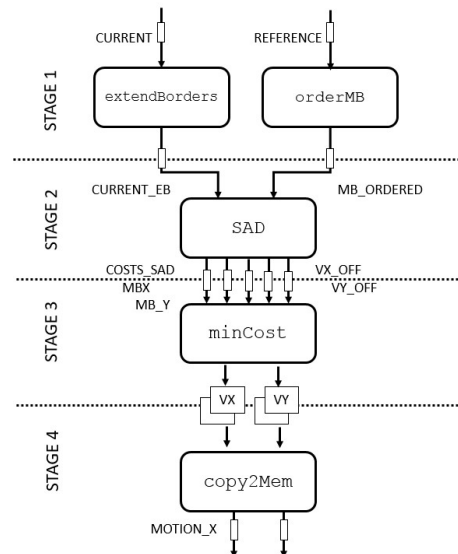 CURRENT
REFERENCE
STAGE 1
extendBorders
orderMB
CURRENT_EB
MB_ORDERED
STAGE 2
SAD
COSTS_SAD
VX_OFF
MBX
VY_OFF
MB_Y
STAGE 3
minCost
VX
VY
STAGE 4
copy2Mem
MOTION_X